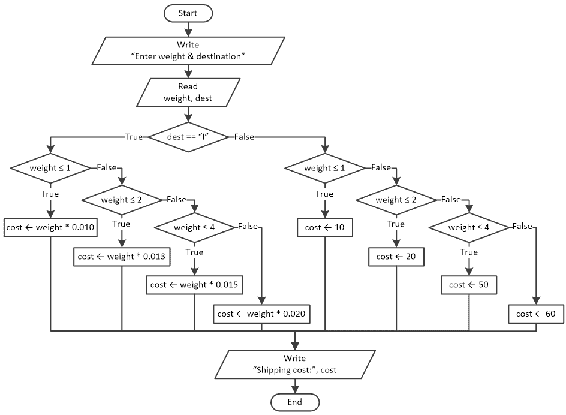 Start
Write
"Enter weight & destination"
Read
weight, dest
True
dest == "I"
False
weight ≤ 1
False
True
weight ≤ 2
False
True
weight ≤ 4
False
True
cost ← weight * 0.010
cost ← weight * 0.013
cost ← weight * 0.015
cost ← weight * 0.020
weight ≤ 1
False
True
weight ≤ 2
False
True
weight ≤ 4
False
True
cost ← 10
cost ← 20
cost ← 50
cost ← 60
Write
"Shipping cost:", cost
End